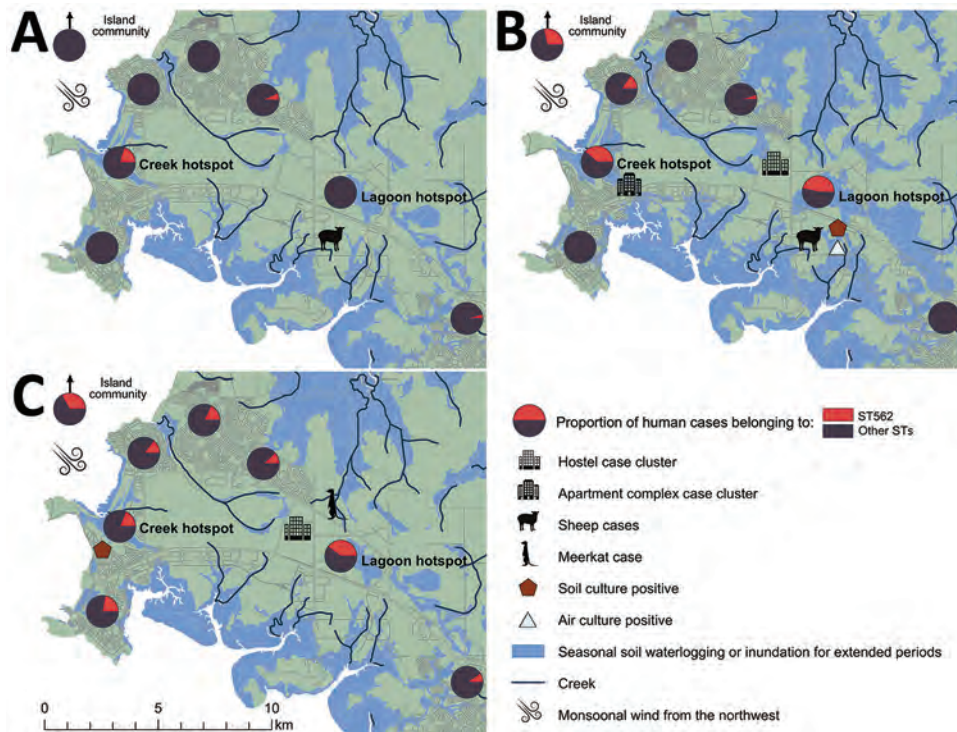 A
Island
community
Creek hotspot
Lagoon hotspot
B
Island
community
Creek hotspot
Lagoon hotspot
C
Island
community
Creek hotspot
Lagoon hotspot
0 5 10
km
Proportion of human cases belonging to:
ST562
Other STs
Hostel case cluster
Apartment complex case cluster
Sheep cases
Meerkat case
Soil culture positive
Air culture positive
Seasonal soil waterlogging or inundation for extended periods
Creek
Monsoonal wind from the northwest